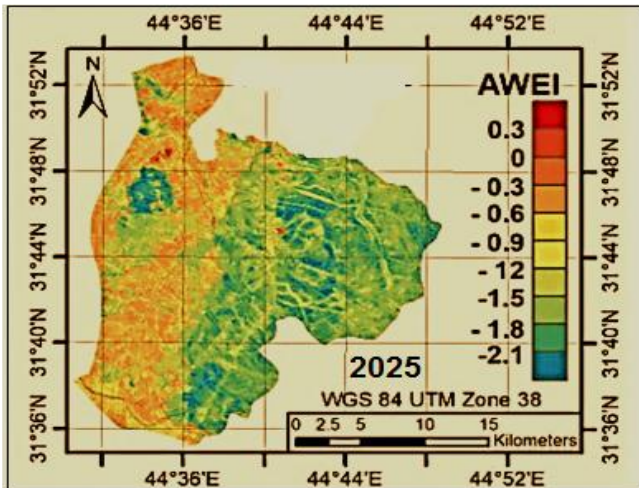 44°36'E 44°44'E 44°52'E
N
AWEI
0.3
0
- 0.3
- 0.6
- 0.9
- 12
- 1.5
- 1.8
-2.1
31°52'N 31°52'N
31°48'N 31°48'N
31°44'N 31°44'N
31°40'N 31°40'N
31°36'N 31°36'N
2025
WGS 84 UTM Zone 38
0 2.5 5 10 15
Kilometers
44°36'E 44°44'E 44°52'E